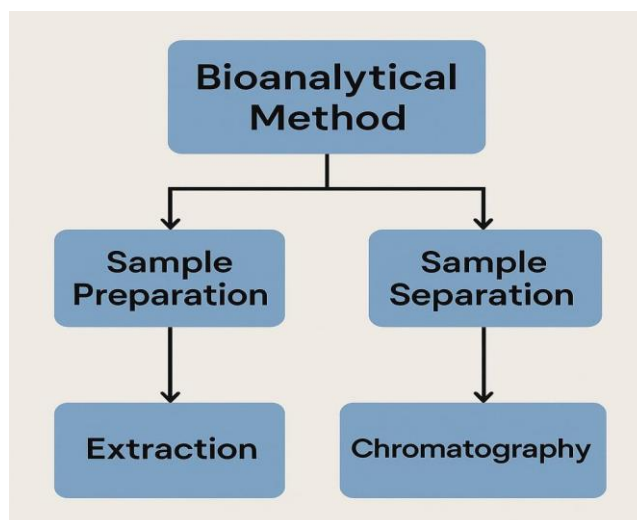 Bioanalytical
Method
Sample
Preparation
Sample
Separation
Extraction
Chromatography